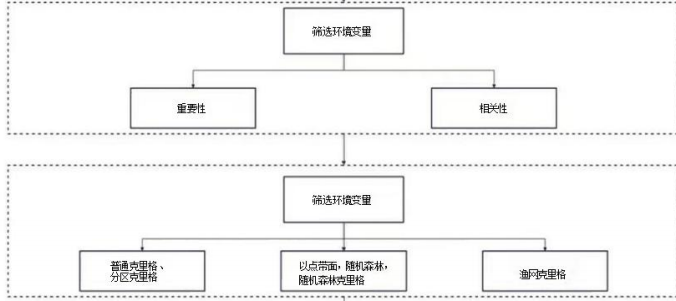 筛选环境变量
重要性
相关性
筛选环境变量
普通克里格、
分区克里格
以点带面，随机森林，
随机森林克里格
渔网克里格